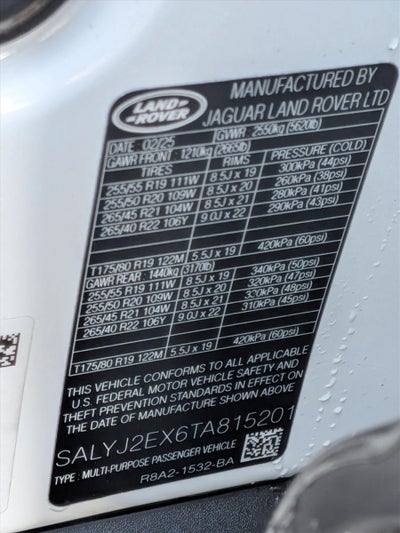 LAND
ROVER
MANUFACTURED BY
JAGUAR LAND ROVER LTD
DATE: 02/25 GVWR 2550kg (5620lb)
GAWR FRONT : 1210kg (2665lb)
TIRES RIMS PRESSURE (COLD)
255/55 R19 111W 8.5J x 19 300kPa (44psi)
255/50 R20 109W 8.5J x 20 260kPa (38psi)
265/45 R21 104W 8.5J x 21 280kPa (41psi)
265/40 R22 106Y 9.0J x 22 290kPa (43psi)
T175/80 R19 122M 5.5J x 19 420kPa (60psi)
GAWR REAR: 1440kg (3170lb)
255/55 R19 111W 8.5J x 19 340kPa (50psi)
255/50 R20 109W 8.5J x 20 320kPa (47psi)
265/45 R21 104W 8.5J x 21 330kPa (48psi)
265/40 R22 106Y 9.0J x 22 310kPa (45psi)
T175/80 R19 122M 5.5J x 19 420kPa (60psi)
THIS VEHICLE CONFORMS TO ALL APPLICABLE
U.S. FEDERAL MOTOR VEHICLE SAFETY AND
THEFT PREVENTION STANDARDS IN EFFECT ON
THE DATE OF MANUFACTURE SHOWN ABOVE
SALYJ2EX6TA815201
TYPE : MULTI-PURPOSE PASSENGER VEHICLE
R8A2-1532-BA